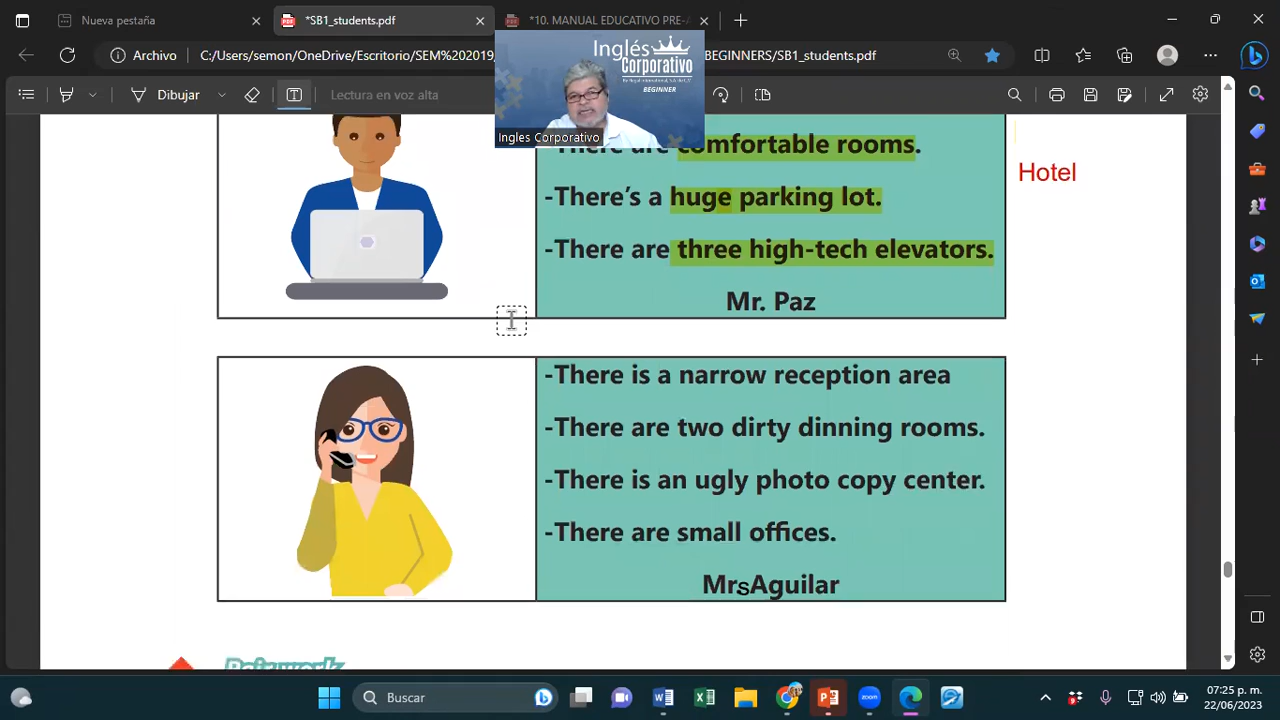 Nueva pestaña
*SB1_students.pdf
*10. MANUAL EDUCATIVO PRE-A
Archivo
C:/Users/semon/OneDrive/Escritorio/SEM%202019/
BEGINNERS/SB1_students.pdf
Dibujar
Lectura en voz alta
Inglés
Corporativo
BEGINNER
Ingles Corporativo
-There are comfortable rooms.
Hotel
-There's a huge parking lot.
-There are three high-tech elevators.
Mr. Paz
-There is a narrow reception area
-There are two dirty dinning rooms.
-There is an ugly photo copy center.
-There are small offices.
MrsAguilar
Pairwork
Buscar
07:25 p. m.
22/06/2023